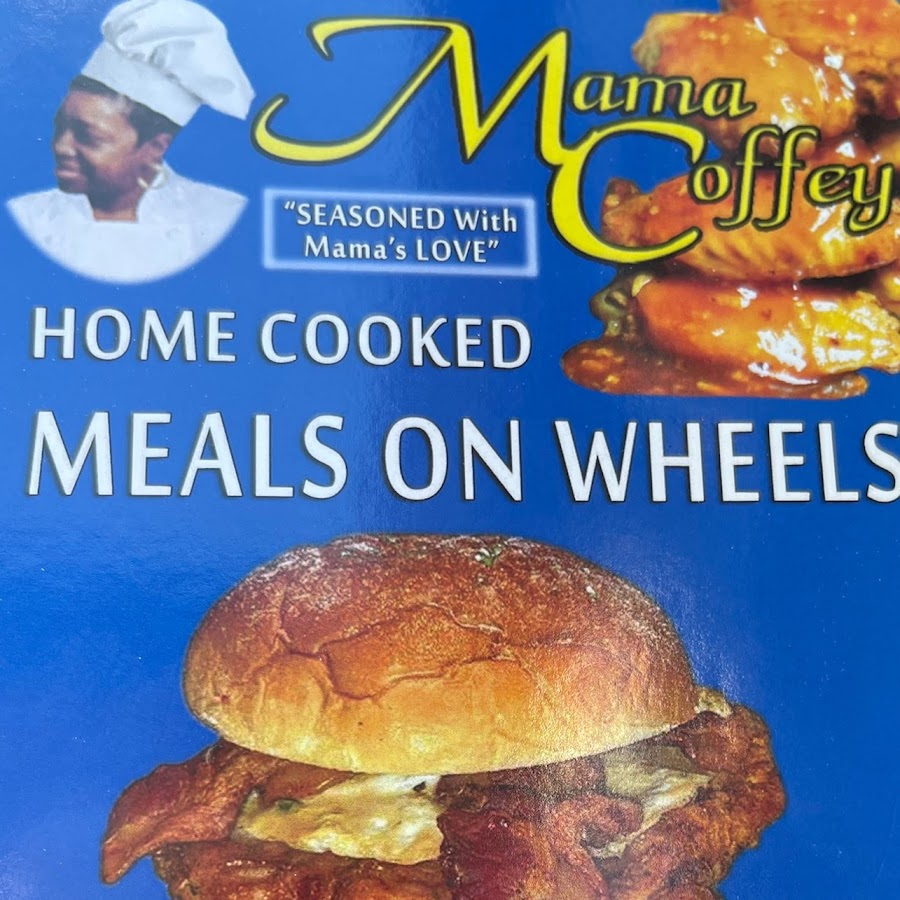 Mama
Coffey
"SEASONED With
Mama's LOVE"
HOME COOKED
MEALS ON WHEELS